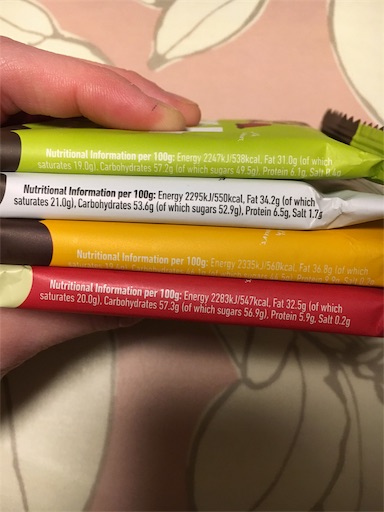 Nutritional Information per 100g: Energy 2247kJ/538kcal, Fat 31.0g (of which
saturates 19.0g), Carbohydrates 57.2g (of which sugars 49.5g), Protein 6.1g, Salt
Nutritional Information per 100g: Energy 2295kJ/550kcal, Fat 34.2g (of which
saturates 21.0g), Carbohydrates 53.6g (of which sugars 52.9g), Protein 6.5g, Salt 1.7g
Nutritional Information per 100g: Energy 2335kJ/560kcal, Fat 36.8g (of which
Nutritional Information per 100g: Energy 2283kJ/547kcal, Fat 32.5g (of which
saturates 20.0g), Carbohydrates 57.3g (of which sugars 56.9g), Protein 5.9g, Salt 0.2g